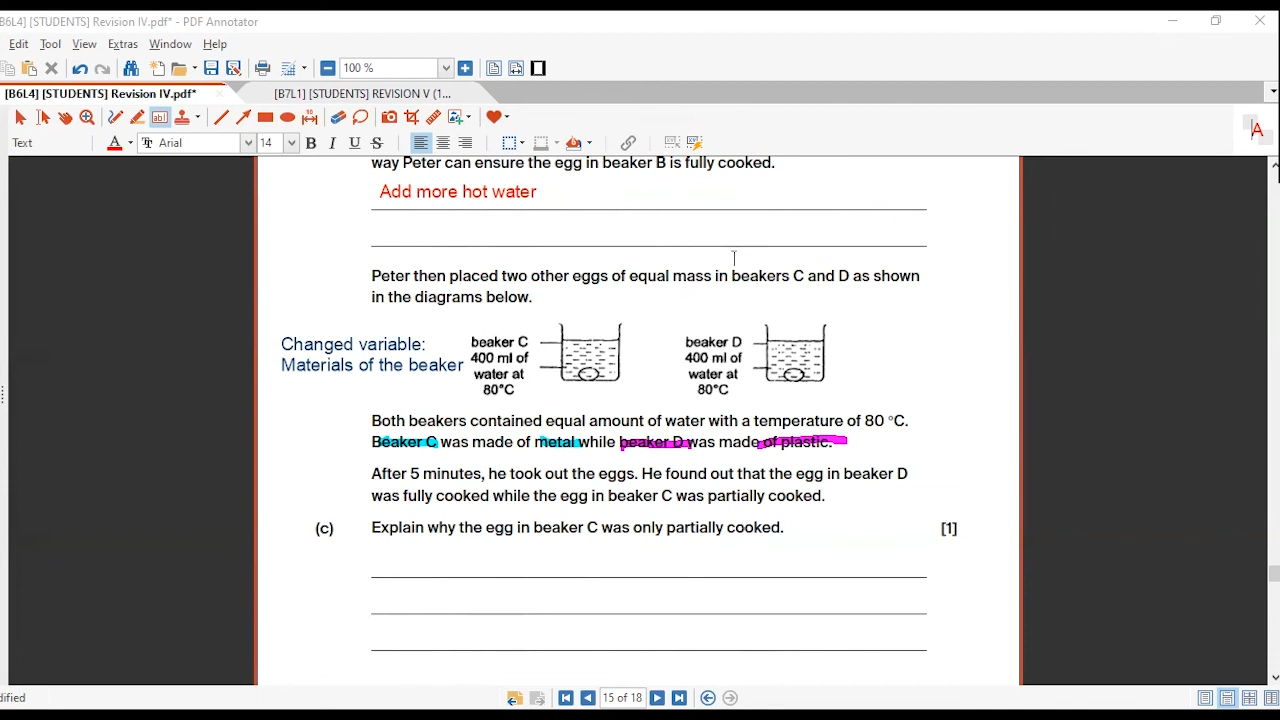 B6L4] [STUDENTS] Revision IV.pdf* - PDF Annotator
Edit Tool View Extras Window Help
100 %
[B6L4] [STUDENTS] Revision IV.pdf*
[B7L1] [STUDENTS] REVISION V (1...
Text
Arial
14
B I U S
way Peter can ensure the egg in beaker B is fully cooked.
Add more hot water
Peter then placed two other eggs of equal mass in beakers C and D as shown
in the diagrams below.
Changed variable:
Materials of the beaker
beaker C
400 ml of
water at
80°C
beaker D
400 ml of
water at
80°C
Both beakers contained equal amount of water with a temperature of 80 °C.
Beaker C was made of metal while beaker D was made of plastic.
After 5 minutes, he took out the eggs. He found out that the egg in beaker D
was fully cooked while the egg in beaker C was partially cooked.
(c) Explain why the egg in beaker C was only partially cooked. [1]
dified
15 of 18